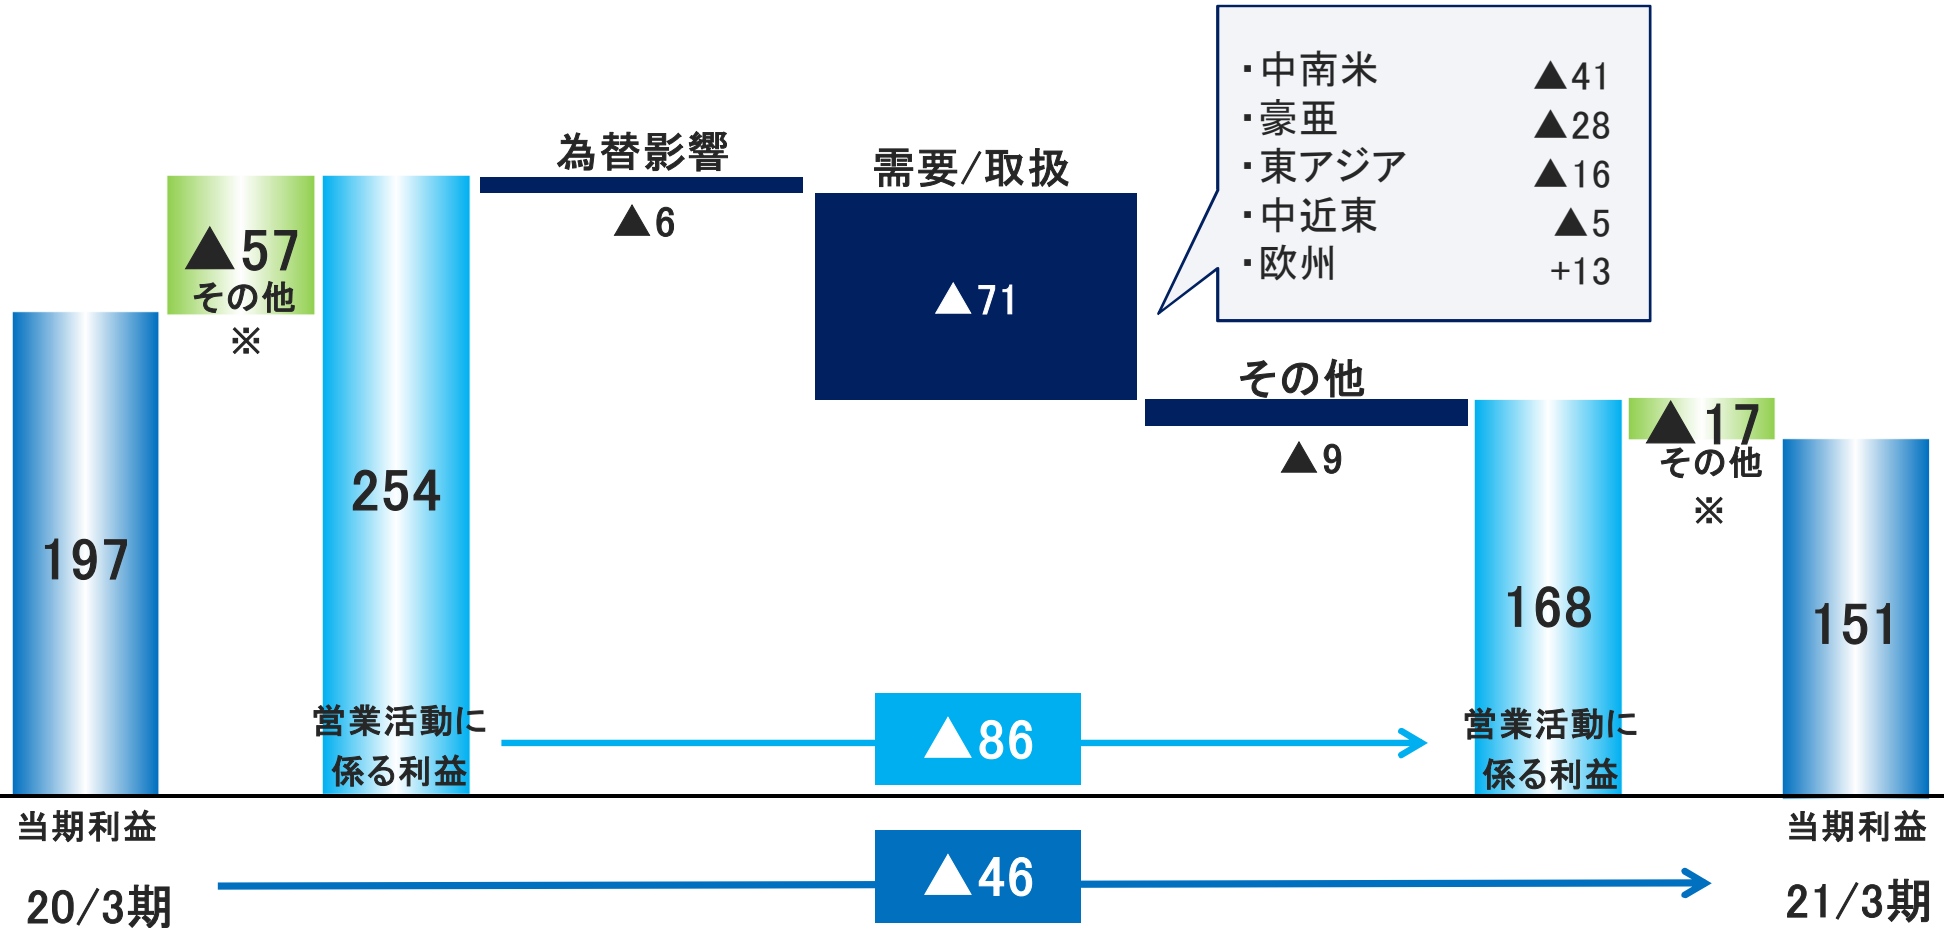 ・中南米 ▲41
・豪亜 ▲28
・東アジア ▲16
・中近東 ▲5
・欧州 +13
為替影響
▲6
需要/取扱
▲71
▲57
その他
※
その他
▲9
▲17
その他
※
197
254
168
151
営業活動に
係る利益
▲86
営業活動に
係る利益
当期利益
当期利益
20/3期
▲46
21/3期